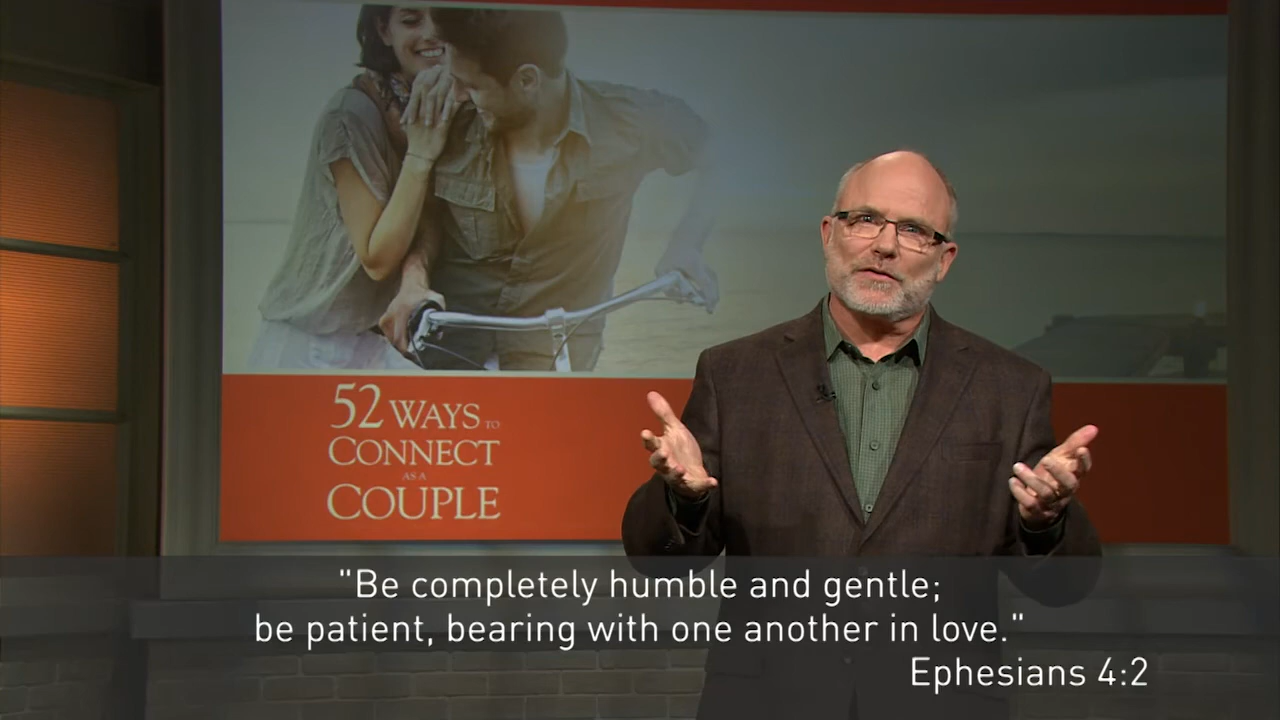 52 WAYS TO
CONNECT
AS A
COUPLE
"Be completely humble and gentle;
be patient, bearing with one another in love."
Ephesians 4:2